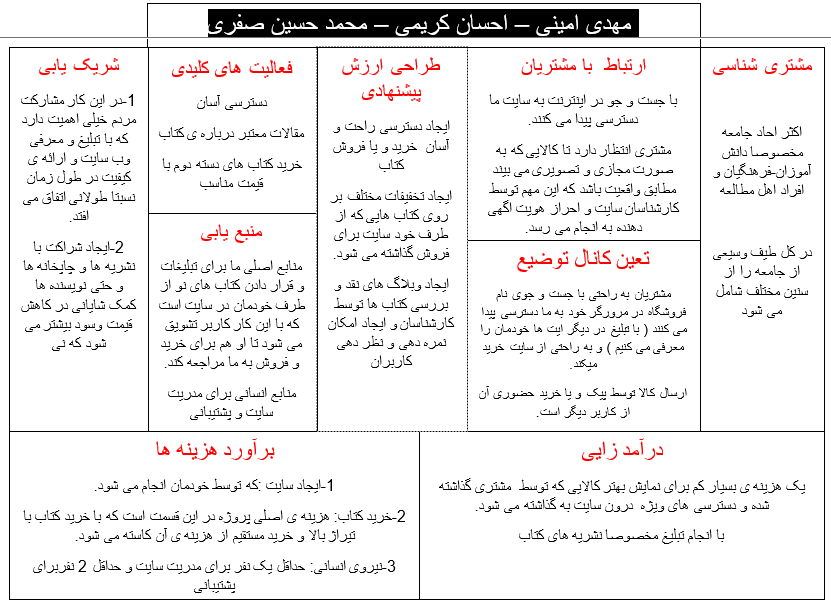 مهدی امینی – احسان کریمی – محمد حسین صفری
مشتری شناسی
اکثر احاد جامعه
مخصوصا دانش
آموزان-فرهنگیان و
افراد اهل مطالعه
در کل طیف وسیعی
از جامعه را از
سنین مختلف شامل
می شود
ارتباط با مشتریان
با جست و جو در اینترنت به سایت ما
دسترسی پیدا می کنند.
مشتری انتظار دارد تا کالایی که به
صورت مجازی و تصویری می بیند
مطابق واقعیت باشد که این مهم توسط
کارشناسان سایت و احراز هویت اگهی
دهنده به انجام می رسد.
تعین کانال توضیع
مشتریان به راحتی با جست و جوی نام
فروشگاه در مرورگر خود به ما دسترسی پیدا
می کنند ( با تبلیغ در دیگر ایت ها خودمان را
معرفی می کنیم ) و به راحتی از سایت خرید
میکند.
ارسال کالا توسط پیک و یا خرید حضوری آن
از کاربر دیگر است.
طراحی ارزش
پیشنهادی
ایجاد دسترسی راحت و
آسان خرید و یا فروش
کتاب
ایجاد تخفیفات مختلف بر
روی کتاب هایی که از
طرف خود سایت برای
فروش گذاشته می شود.
ایجاد وبلاگ های نقد و
بررسی کتاب ها توسط
کارشناسان و ایجاد امکان
نمره دهی و نظر دهی
کاربران
فعالیت های کلیدی
دسترسی آسان
مقالات معتبر درباره ی کتاب
خرید کتاب های دسته دوم با
قیمت مناسب
منبع یابی
منابع اصلی ما برای تبلیغات
و قرار دادن کتاب های نو از
طرف خودمان در سایت است
که با این کار کاربر تشویق
می شود تا او هم برای خرید
و فروش به ما مراجعه کند.
منابع انسانی برای مدریت
سایت و پشتیبانی
شریک یابی
1-در این کار مشارکت
مردم خیلی اهمیت دارد
که با تبلیغ و معرفی
وب سایت و ارائه ی
کیفیت در طول زمان
نسبتا طولانی اتفاق می
افتد.
2-ایجاد شراکت با
نشریه ها و چاپخانه ها
و حتی نویسنده ها
کمک شایانی در کاهش
قیمت وسود بیشتر می
شود که نی
درآمد زایی
یک هزینه ی بسیار کم برای نمایش بهتر کالایی که توسط مشتری گذاشته
شده و دسترسی های ویژه درون سایت به گذاشته می شود.
با انجام تبلیغ مخصوصا نشریه های کتاب
برآورد هزینه ها
1-ایجاد سایت :که توسط خودمان انجام می شود.
2-خرید کتاب: هزینه ی اصلی پروژه در این قسمت است که با خرید کتاب با
تیراژ بالا و خرید مستقیم از هزینه ی آن کاسته می شود.
3-نیروی انسانی: حداقل یک نفر برای مدریت سایت و حداقل 2 نفربرای
پشتیبانی